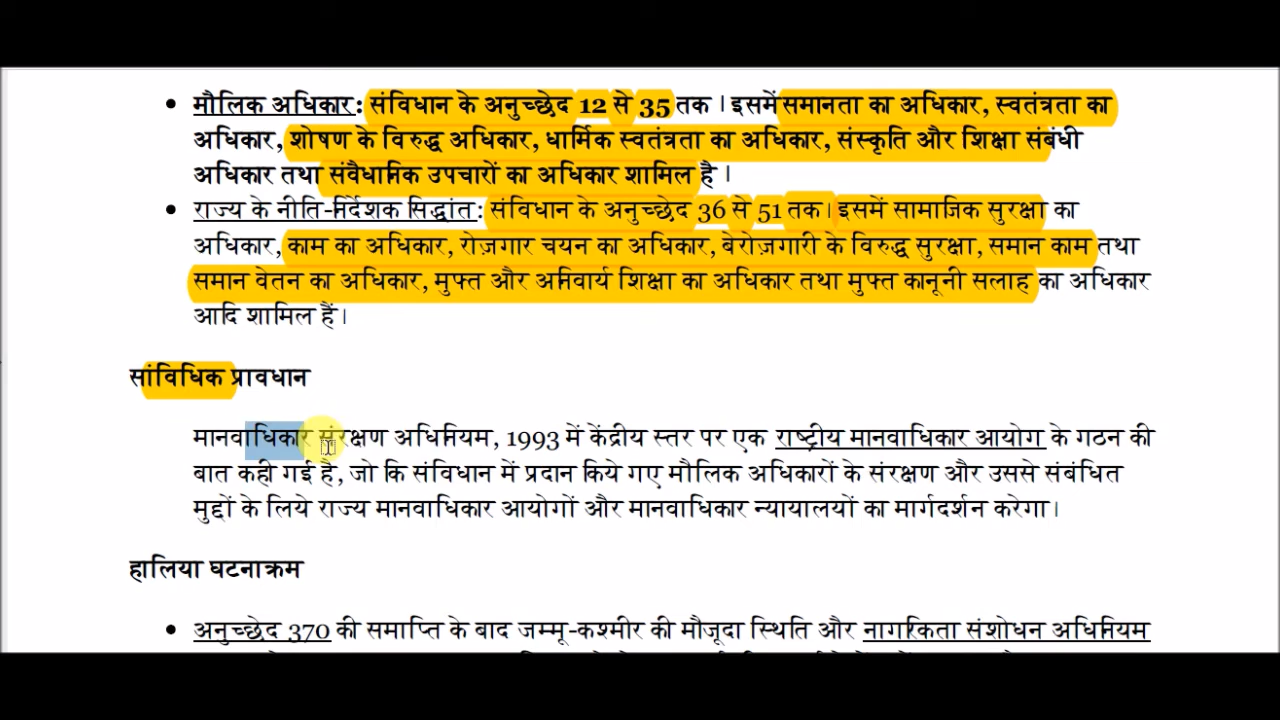 मौलिक अधिकार: संविधान के अनुच्छेद 12 से 35 तक। इसमें समानता का अधिकार, स्वतंत्रता का
अधिकार, शोषण के विरुद्ध अधिकार, धार्मिक स्वतंत्रता का अधिकार, संस्कृति और शिक्षा संबंधी
अधिकार तथा संवैधानिक उपचारों का अधिकार शामिल है।
राज्य के नीति-निर्देशक सिद्धांत: संविधान के अनुच्छेद 36 से 51 तक। इसमें सामाजिक सुरक्षा का
अधिकार, काम का अधिकार, रोज़गार चयन का अधिकार, बेरोज़गारी के विरुद्ध सुरक्षा, समान काम तथा
समान वेतन का अधिकार, मुफ्त और अनिवार्य शिक्षा का अधिकार तथा मुफ्त कानूनी सलाह का अधिकार
आदि शामिल हैं।
सांविधिक प्रावधान
मानवाधिकार संरक्षण अधिनियम, 1993 में केंद्रीय स्तर पर एक राष्ट्रीय मानवाधिकार आयोग के गठन की
बात कही गई है, जो कि संविधान में प्रदान किये गए मौलिक अधिकारों के संरक्षण और उससे संबंधित
मुद्दों के लिये राज्य मानवाधिकार आयोगों और मानवाधिकार न्यायालयों का मार्गदर्शन करेगा।
हालिया घटनाक्रम
अनुच्छेद 370 की समाप्ति के बाद जम्मू-कश्मीर की मौजूदा स्थिति और नागरिकता संशोधन अधिनियम